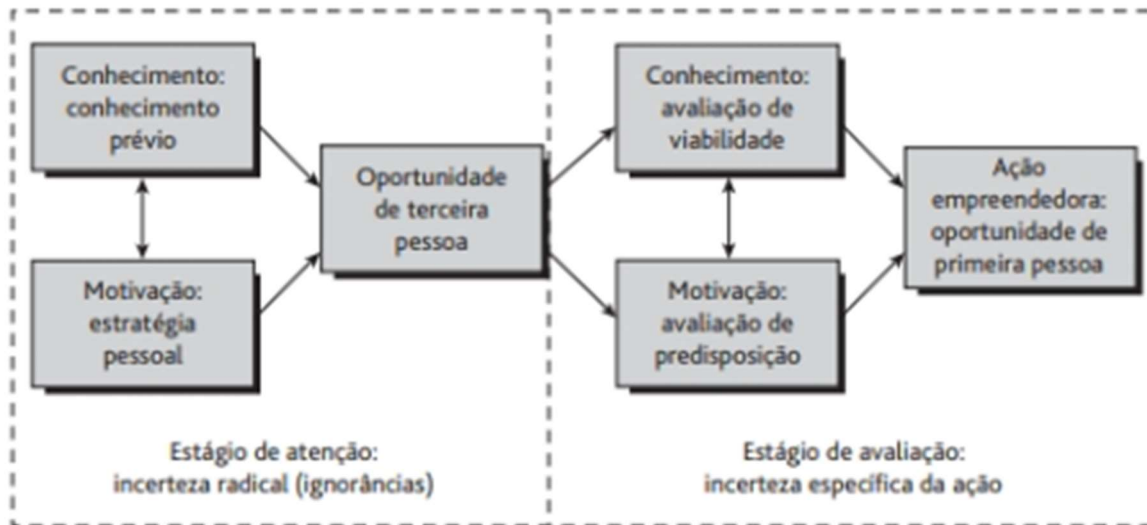 Conhecimento:
conhecimento
prévio
Motivação:
estratégia
pessoal
Oportunidade
de terceira
pessoa
Estágio de atenção:
incerteza radical (ignorâncias)
Conhecimento:
avaliação de
viabilidade
Motivação:
avaliação de
predisposição
Ação
empreendedora:
oportunidade de
primeira pessoa
Estágio de avaliação:
incerteza específica da ação